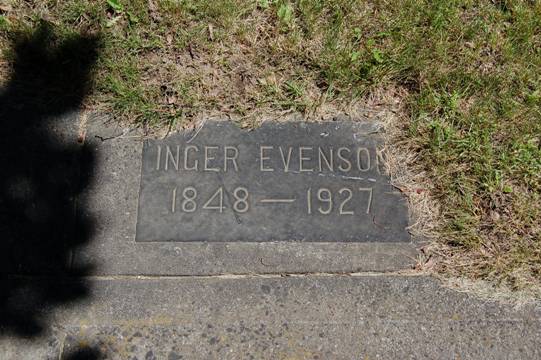 INGER EVENSON
1848 — 1927